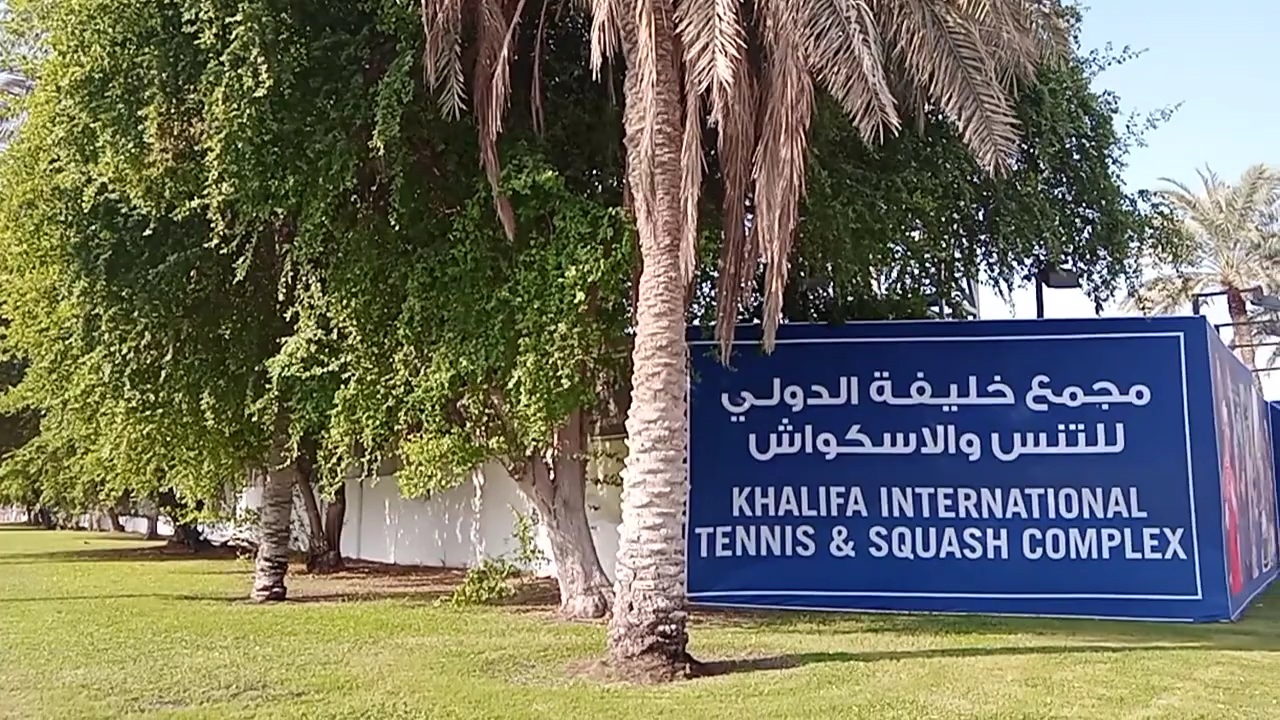 مجمع خليفة الدولي
للتنس والاسكواش
KHALIFA INTERNATIONAL
TENNIS & SQUASH COMPLEX